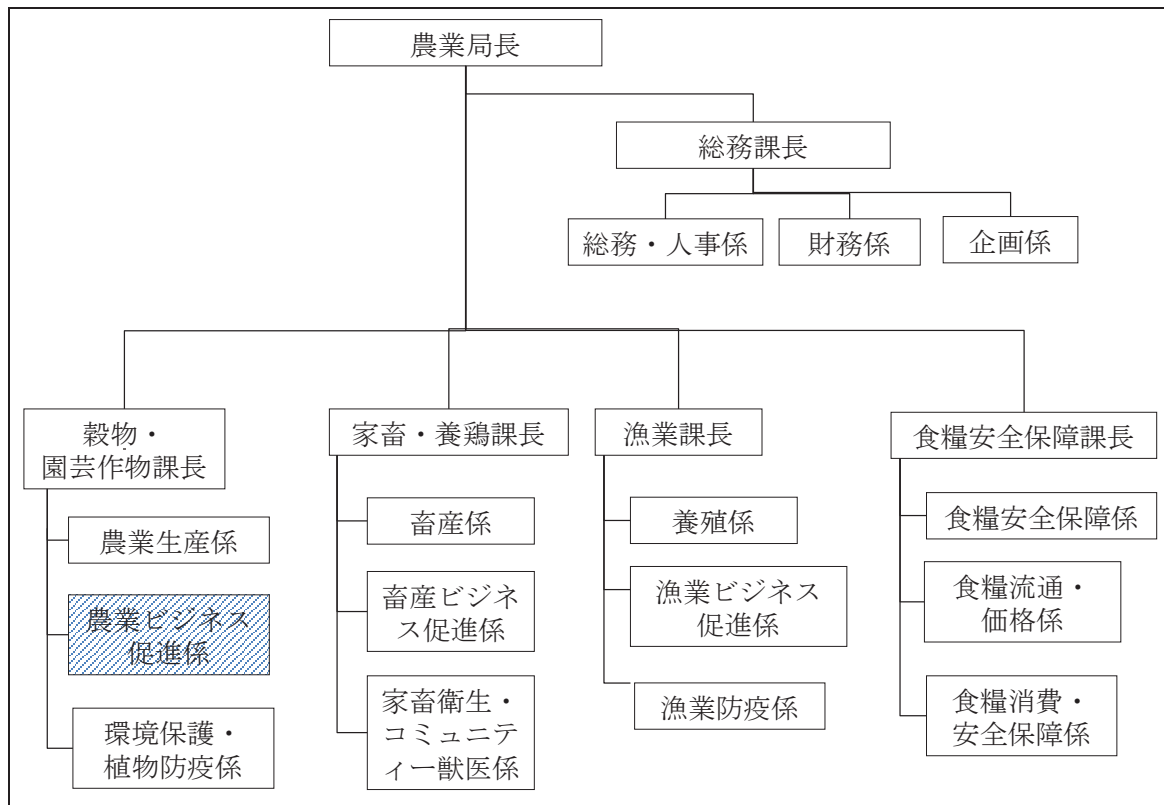 農業局長
総務課長
総務・人事係
財務係
企画係
穀物・
園芸作物課長
農業生産係
農業ビジネス
促進係
環境保護・
植物防疫係
家畜・養鶏課長
畜産係
畜産ビジネ
ス促進係
家畜衛生・
コミュニテ
ィー獣医係
漁業課長
養殖係
漁業ビジネス
促進係
漁業防疫係
食糧安全保障課長
食糧安全保障係
食糧流通・
価格係
食糧消費・
安全保障係